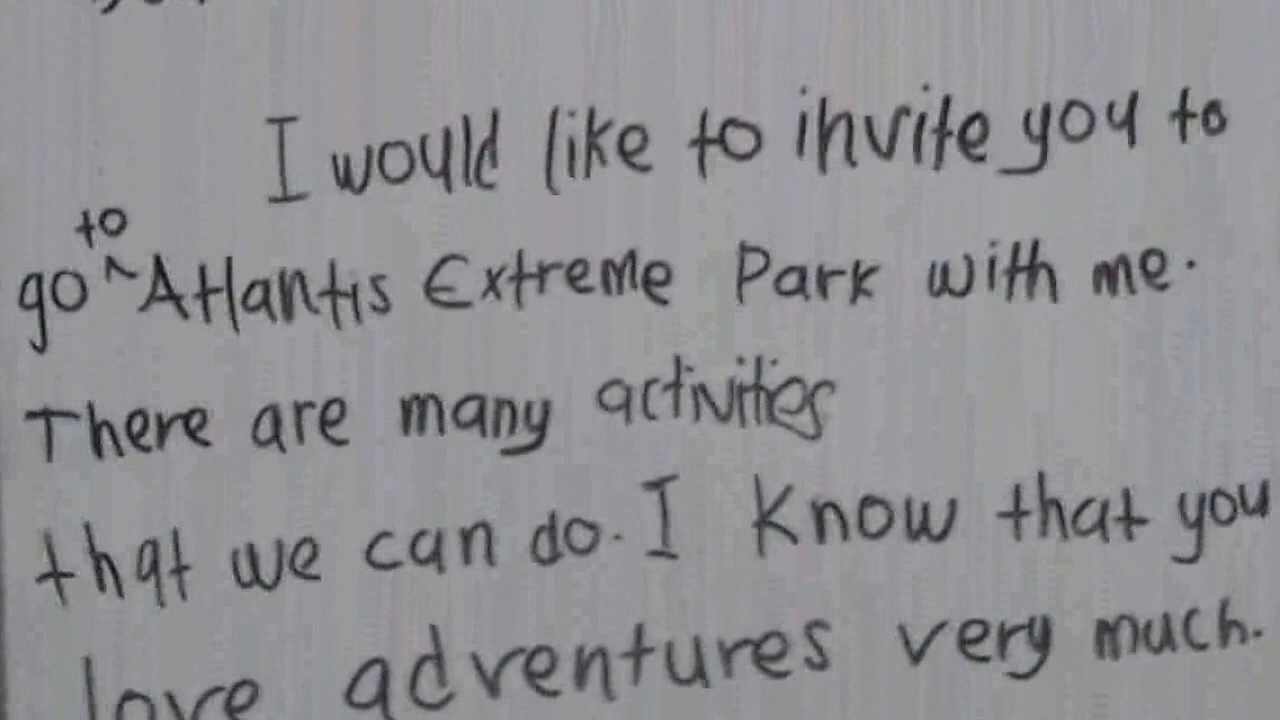 I would like to invite you to
to
go ^ Atlantis Extreme Park with me.
There are many activities
that we can do. I know that you
love adventures very much.